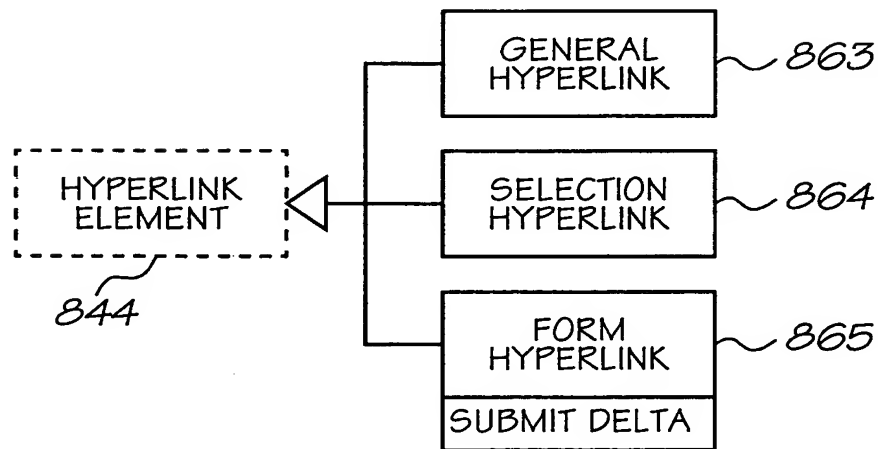 GENERAL
HYPERLINK
863
HYPERLINK
ELEMENT
844
SELECTION
HYPERLINK
864
FORM
HYPERLINK
865
SUBMIT DELTA